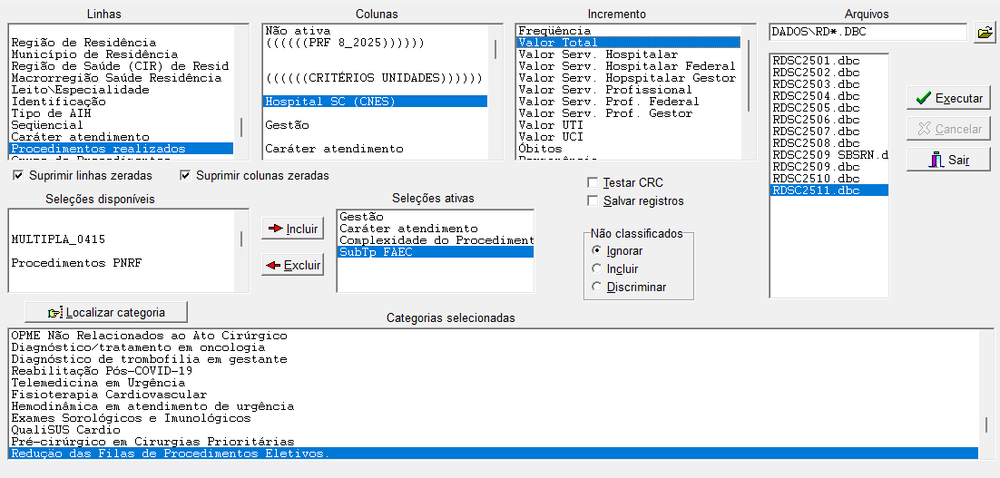 Linhas
Região de Residência
Município de Residência
Região de Saúde (CIR) de Resid
Macrorregião Saúde Residência
Leito\Especialidade
Identificação
Tipo de AIH
Seqüencial
Caráter atendimento
Procedimentos realizados
Colunas
Não ativa
((((((PRF 8_2025))))))
((((((CRITÉRIOS UNIDADES))))))
Hospital SC (CNES)
Gestão
Caráter atendimento
Incremento
Freqüência
Valor Total
Valor Serv. Hospitalar
Valor Serv. Hospitalar Federal
Valor Serv. Hopspitalar Gestor
Valor Serv. Profissional
Valor Serv. Prof. Federal
Valor Serv. Prof. Gestor
Valor UTI
Valor UCI
Óbitos
Arquivos
DADOS\RD*.DBC
RDSC2501.dbc
RDSC2502.dbc
RDSC2503.dbc
RDSC2504.dbc
RDSC2505.dbc
RDSC2506.dbc
RDSC2507.dbc
RDSC2508.dbc
RDSC2509 SBSRN.d
RDSC2509.dbc
RDSC2510.dbc
RDSC2511.dbc
Executar
Cancelar
Sair
Suprimir linhas zeradas
Suprimir colunas zeradas
Testar CRC
Salvar registros
Seleções disponíveis
MULTIPLA_0415
Procedimentos PNRF
Incluir
Excluir
Seleções ativas
Gestão
Caráter atendimento
Complexidade do Procediment
SubTp FAEC
Não classificados
Ignorar
Incluir
Discriminar
Localizar categoria
Categorias selecionadas
OPME Não Relacionados ao Ato Cirúrgico
Diagnóstico/tratamento em oncologia
Diagnóstico de trombofilia em gestante
Reabilitação Pós-COVID-19
Telemedicina em Urgência
Fisioterapia Cardiovascular
Hemodinâmica em atendimento de urgência
Exames Sorológicos e Imunológicos
QualiSUS Cardio
Pré-cirúrgico em Cirurgias Prioritárias
Redução das Filas de Procedimentos Eletivos.